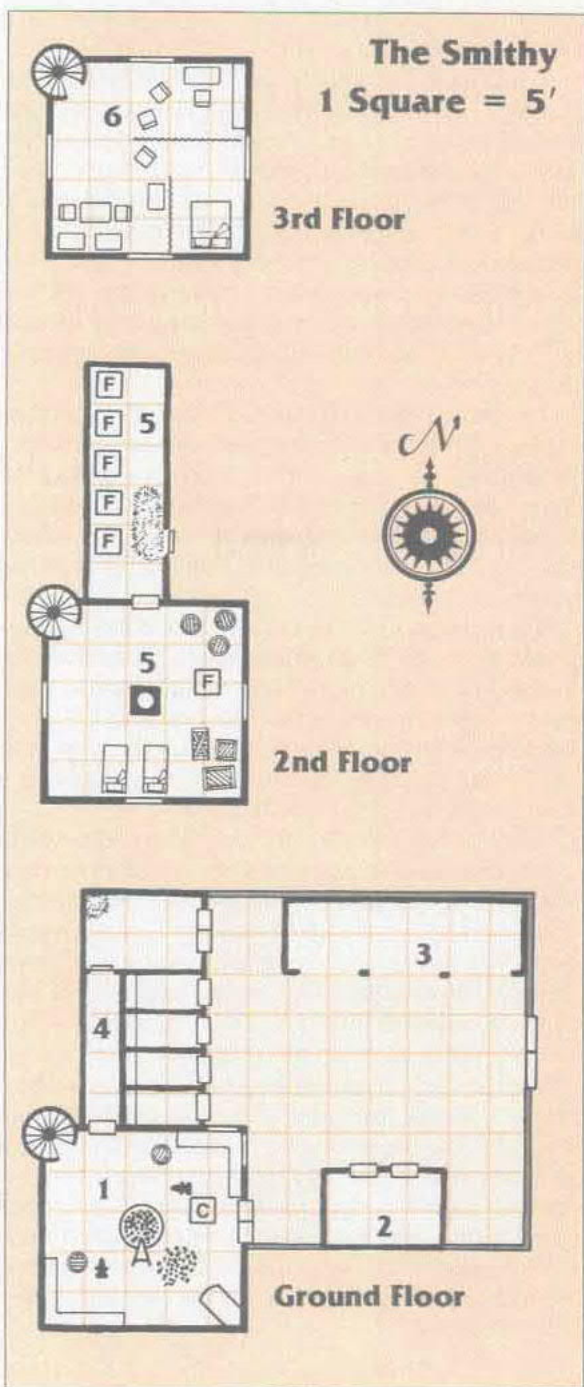 The Smithy
1 Square = 5'
6
3rd Floor
F
F
5
F
F
F
N
5
F
2nd Floor
3
4
1
C
2
Ground Floor